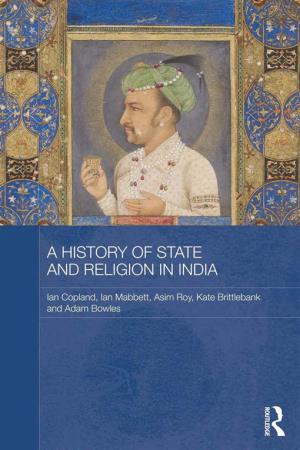 A HISTORY OF STATE
AND RELIGION IN INDIA
Ian Copland, Ian Mabbett, Asim Roy, Kate Brittlebank
and Adam Bowles
ROUTLEDGE